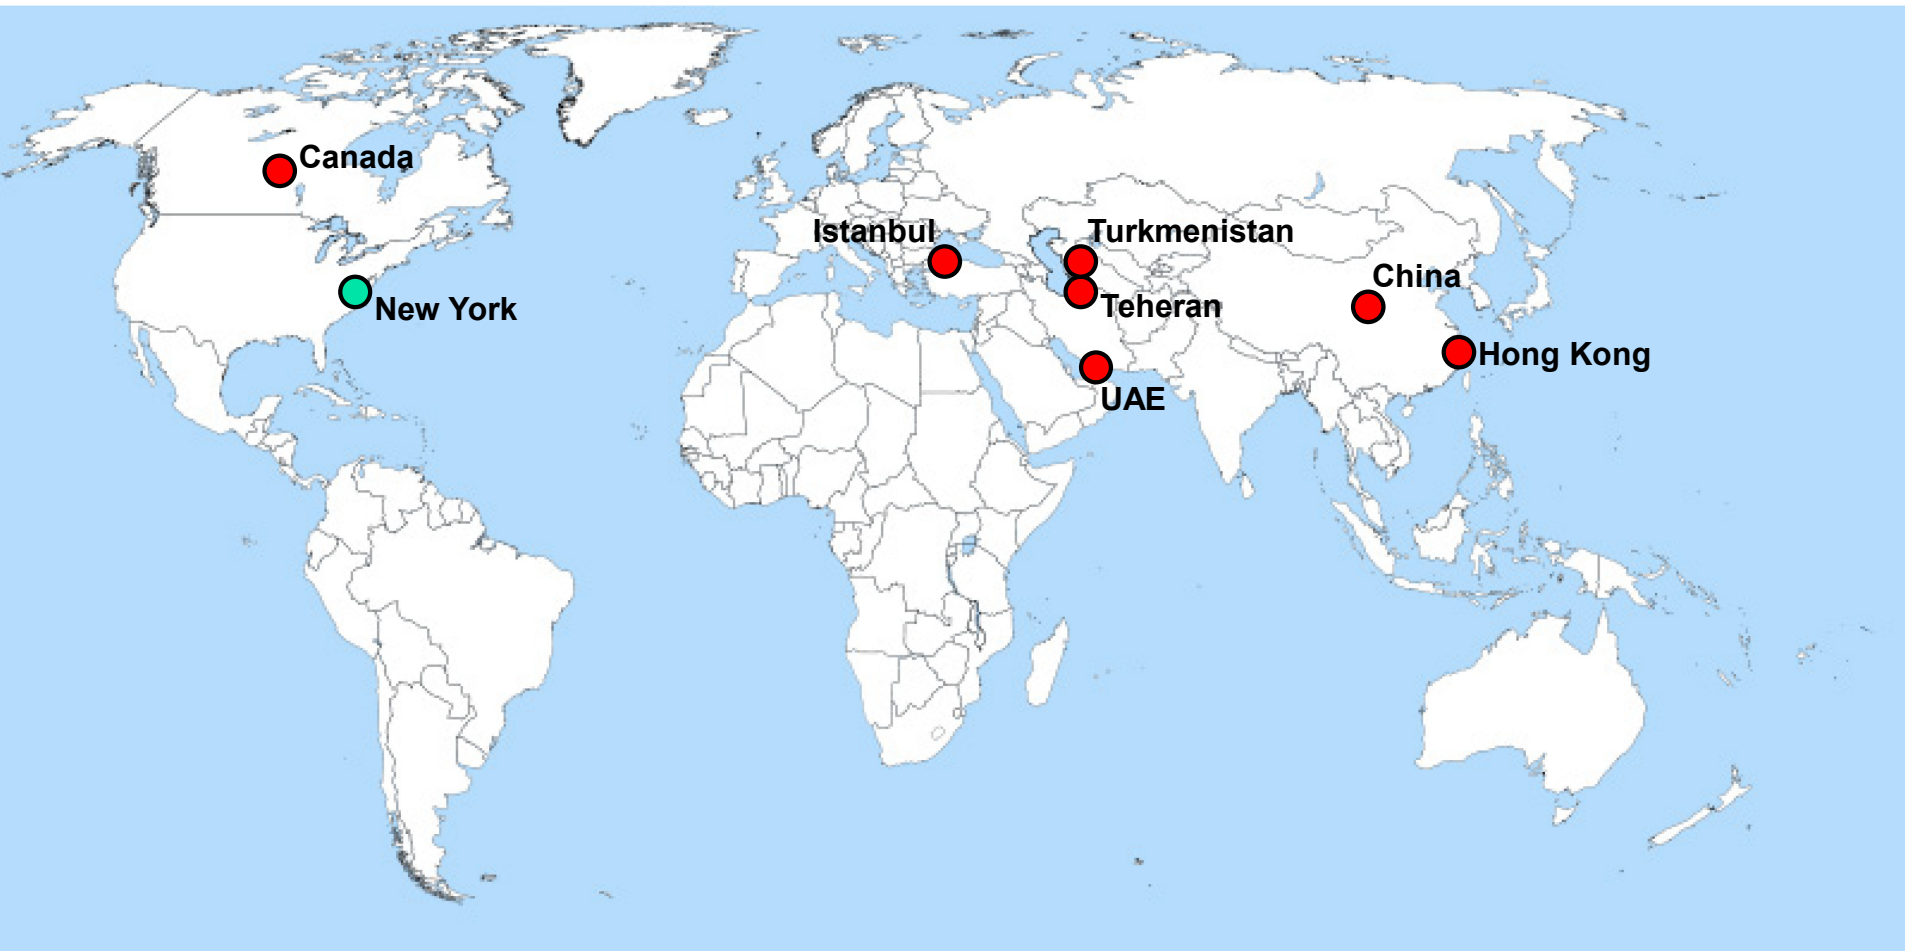 Canada
Istanbul
Turkmenistan
China
New York
Teheran
Hong Kong
UAE